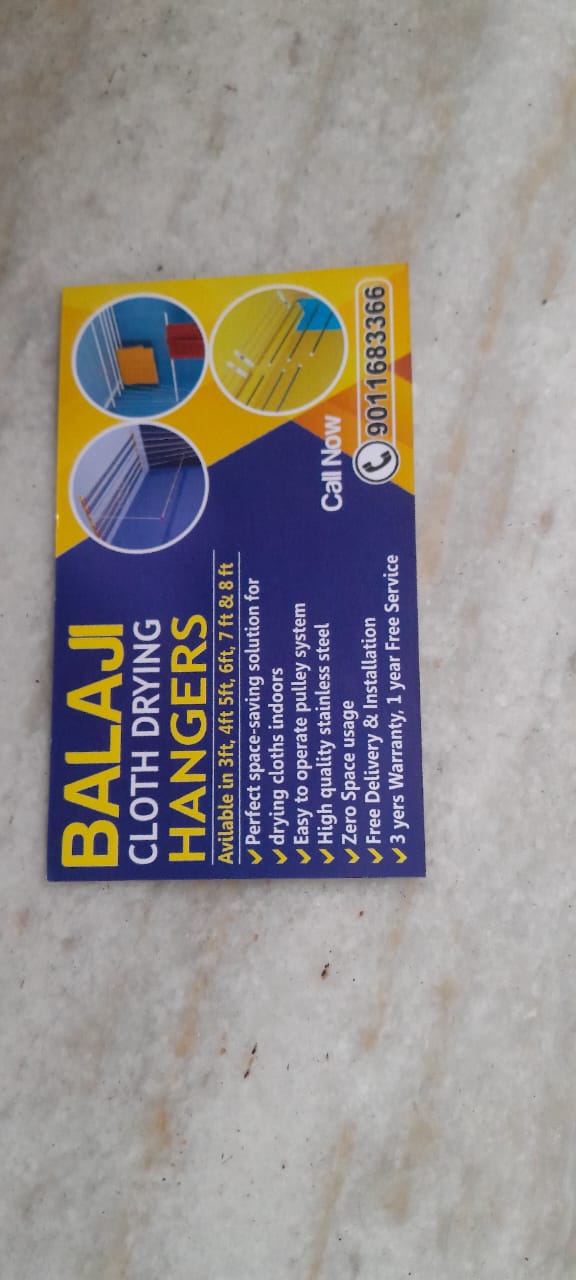 BALAJI
CLOTH DRYING
HANGERS
Avilable in 3ft, 4ft 5ft, 6ft, 7 ft & 8 ft
Perfect space-saving solution for
drying cloths indoors
Easy to operate pulley system
High quality stainless steel
Zero Space usage
Free Delivery & Installation
3 yers Warranty, 1 year Free Service
Call Now
9011683366